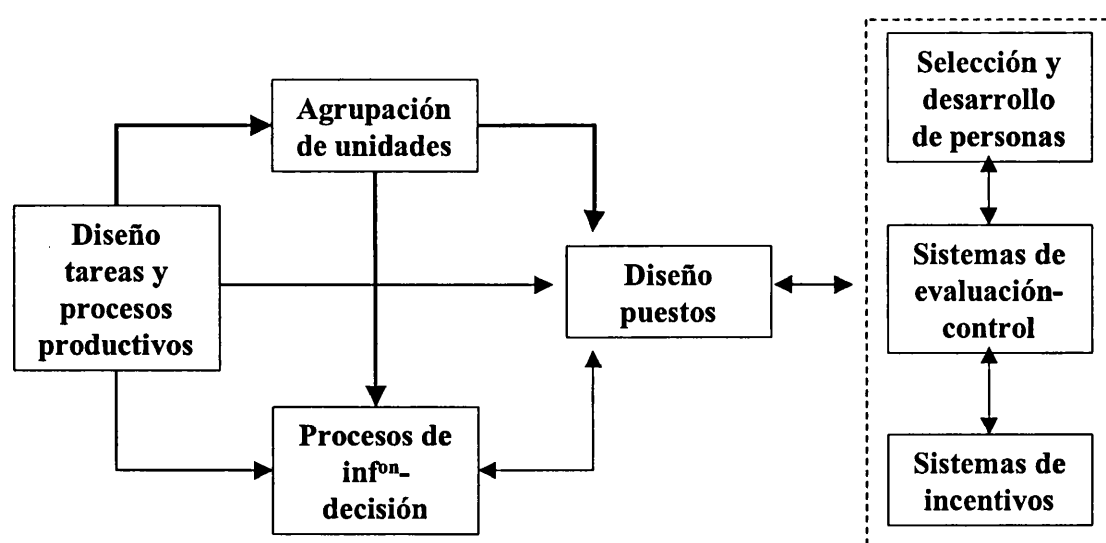 Agrupación
de unidades
Diseño
tareas y
procesos
productivos
Procesos de
infᵒⁿ-
decisión
Diseño
puestos
Selección y
desarrollo
de personas
Sistemas de
evaluación-
control
Sistemas de
incentivos